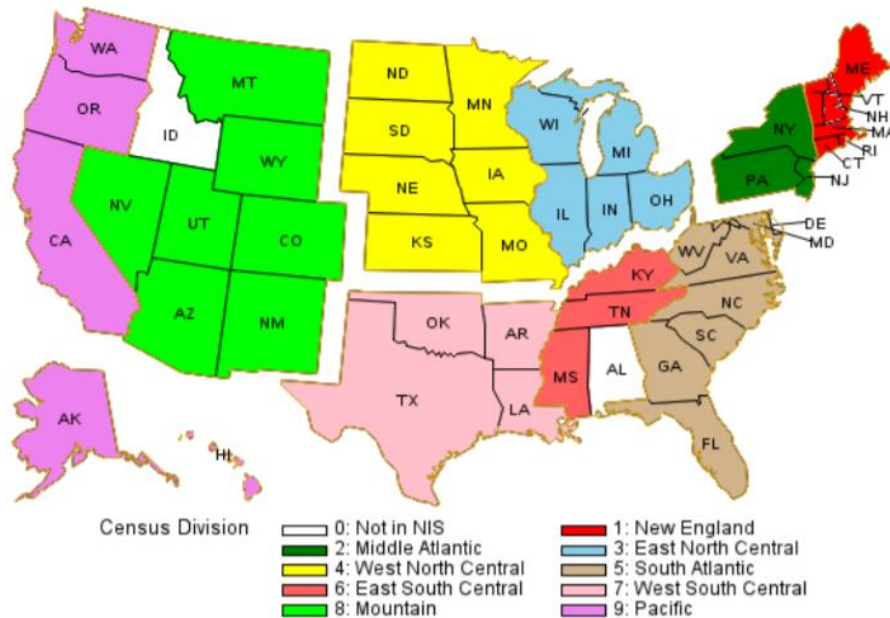 WA
MT
ND
MN
ME
VT
NH
MA
RI
CT
NJ
OR
ID
SD
WI
MI
NY
WY
PA
NE
IA
NV
UT
CO
IL
IN
OH
CA
KS
MO
WV
VA
DE
MD
KY
AZ
NM
OK
AR
TN
NC
SC
TX
LA
MS
AL
GA
AK
HI
FL
Census Division
0: Not in NIS
1: New England
2: Middle Atlantic
3: East North Central
4: West North Central
5: South Atlantic
6: East South Central
7: West South Central
8: Mountain
9: Pacific